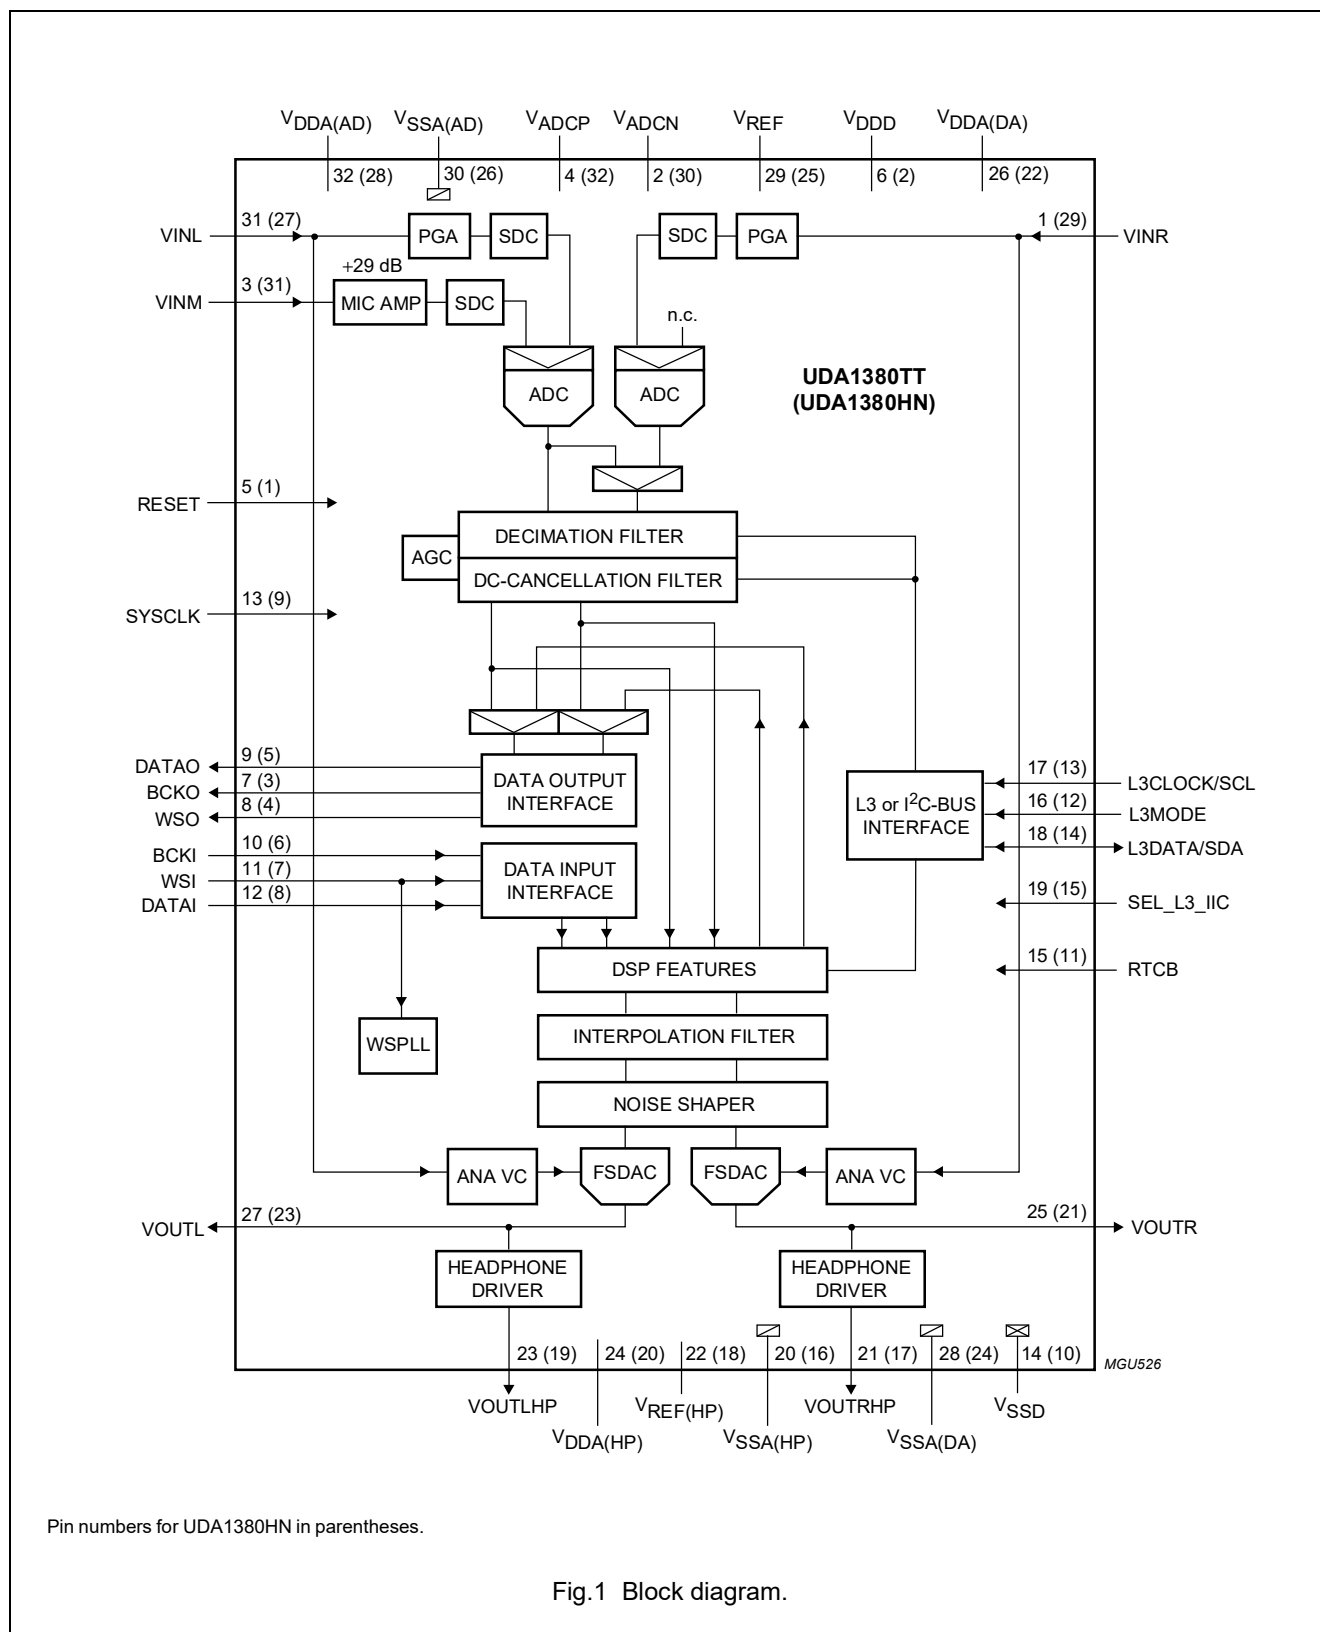 VDDA(AD) VSSA(AD) VADCP VADCN VREF VDDD VDDA(DA)
32 (28) 30 (26) 4 (32) 2 (30) 29 (25) 6 (2) 26 (22)
VINL 31 (27) PGA SDC SDC PGA 1 (29) VINR
+29 dB
VINM 3 (31) MIC AMP SDC
n.c.
ADC ADC
UDA1380TT
(UDA1380HN)
RESET 5 (1)
DECIMATION FILTER
AGC
DC-CANCELLATION FILTER
SYSCLK 13 (9)
DATAO 9 (5)
BCKO 7 (3)
WSO 8 (4)
DATA OUTPUT
INTERFACE
L3 or I2C-BUS
INTERFACE
17 (13) L3CLOCK/SCL
16 (12) L3MODE
18 (14) L3DATA/SDA
BCKI 10 (6)
WSI 11 (7)
DATAI 12 (8)
DATA INPUT
INTERFACE
19 (15) SEL_L3_IIC
15 (11) RTCB
DSP FEATURES
WSPLL
INTERPOLATION FILTER
NOISE SHAPER
ANA VC FSDAC FSDAC ANA VC
VOUTL 27 (23) 25 (21) VOUTR
HEADPHONE
DRIVER
HEADPHONE
DRIVER
23 (19) 24 (20) 22 (18) 20 (16) 21 (17) 28 (24) 14 (10)
MGU526
VOUTLHP VREF(HP) VOUTRHP VSSD
VDDA(HP) VSSA(HP) VSSA(DA)
Pin numbers for UDA1380HN in parentheses.
Fig.1 Block diagram.